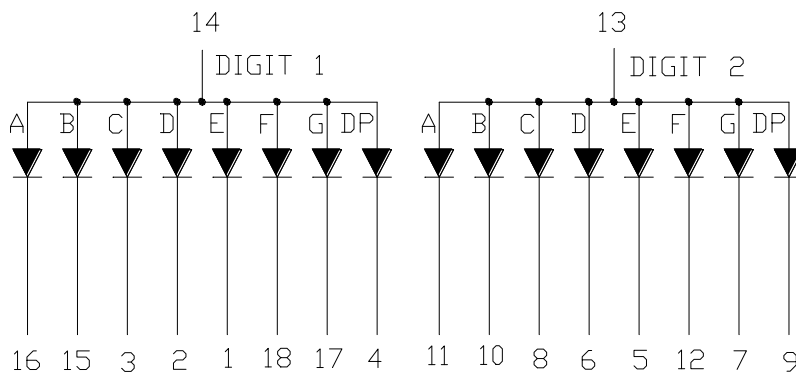 14 13
DIGIT 1 DIGIT 2
A B C D E F G DP A B C D E F G DP
16 15 3 2 1 18 17 4 11 10 8 6 5 12 7 9